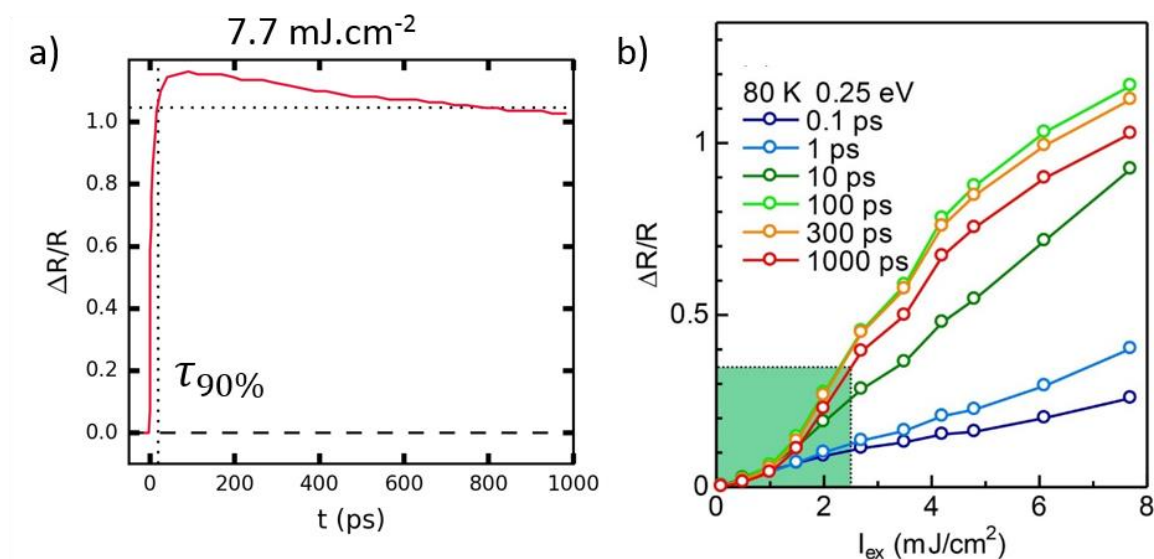 a)
7.7 mJ.cm⁻²
ΔR/R
1.0
0.8
0.6
0.4
0.2
0.0
τ90%
0 200 400 600 800 1000
t (ps)
b)
ΔR/R
1
0.5
0
80 K 0.25 eV
0.1 ps
1 ps
10 ps
100 ps
300 ps
1000 ps
0 2 4 6 8
Iex (mJ/cm²)